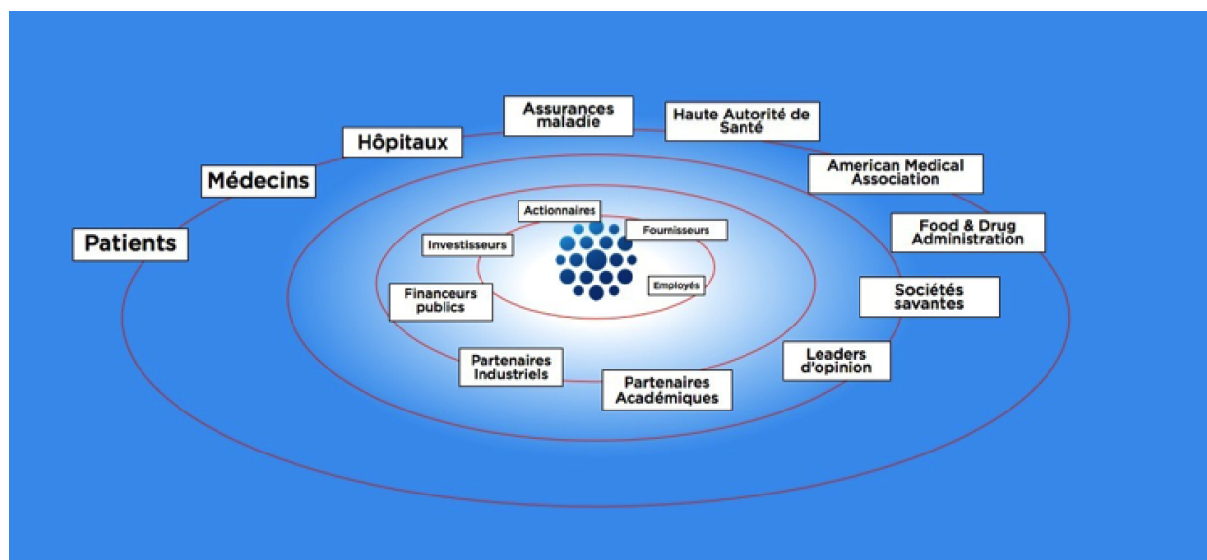 Assurances
maladie
Haute Autorité de
Santé
Hôpitaux
American Medical
Association
Médecins
Actionnaires
Food & Drug
Administration
Fournisseurs
Patients
Investisseurs
Employés
Financeurs
publics
Sociétés
savantes
Partenaires
Industriels
Leaders
d'opinion
Partenaires
Académiques